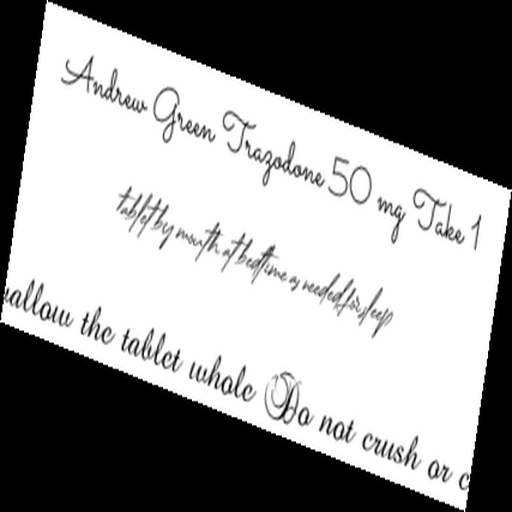 Andrew Green Trazodone 50 mg Take 1
tablet by mouth at bedtime as needed for sleep
allow the tablet whole Do not crush or c